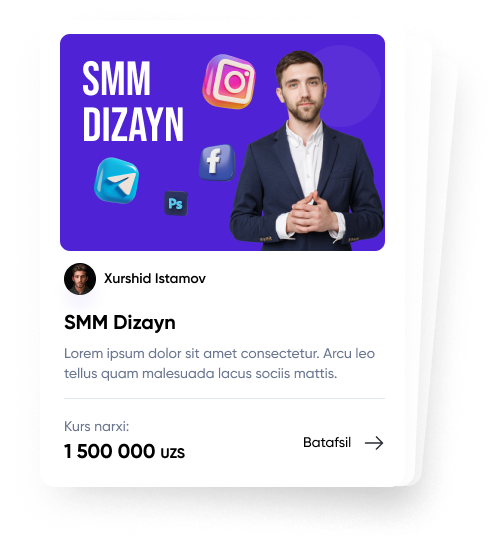 SMM
DIZAYN
Ps
Xurshid Istamov
SMM Dizayn
Lorem ipsum dolor sit amet consectetur. Arcu leo
tellus quam malesuada lacus sociis mattis.
Kurs narxi:
1 500 000 UZS
Batafsil